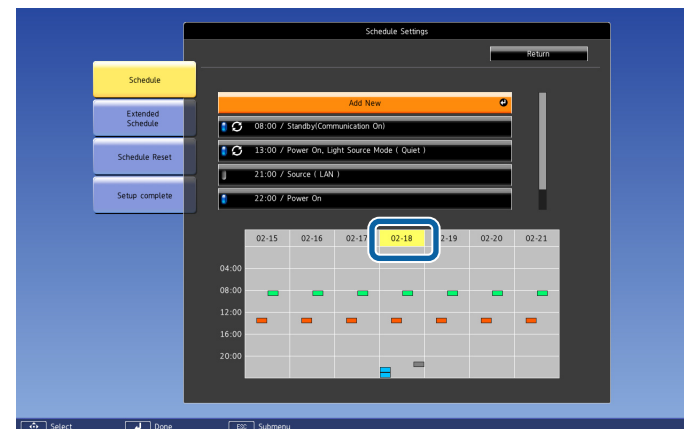 Schedule Settings
Return
Schedule
Extended
Schedule
Schedule Reset
Setup complete
Add New
08:00 / Standby(Communication On)
13:00 / Power On, Light Source Mode ( Quiet )
21:00 / Source ( LAN )
22:00 / Power On
02-15 02-16 02-17 02-18 02-19 02-20 02-21
04:00
08:00
12:00
16:00
20:00
Select Done ESC Submenu